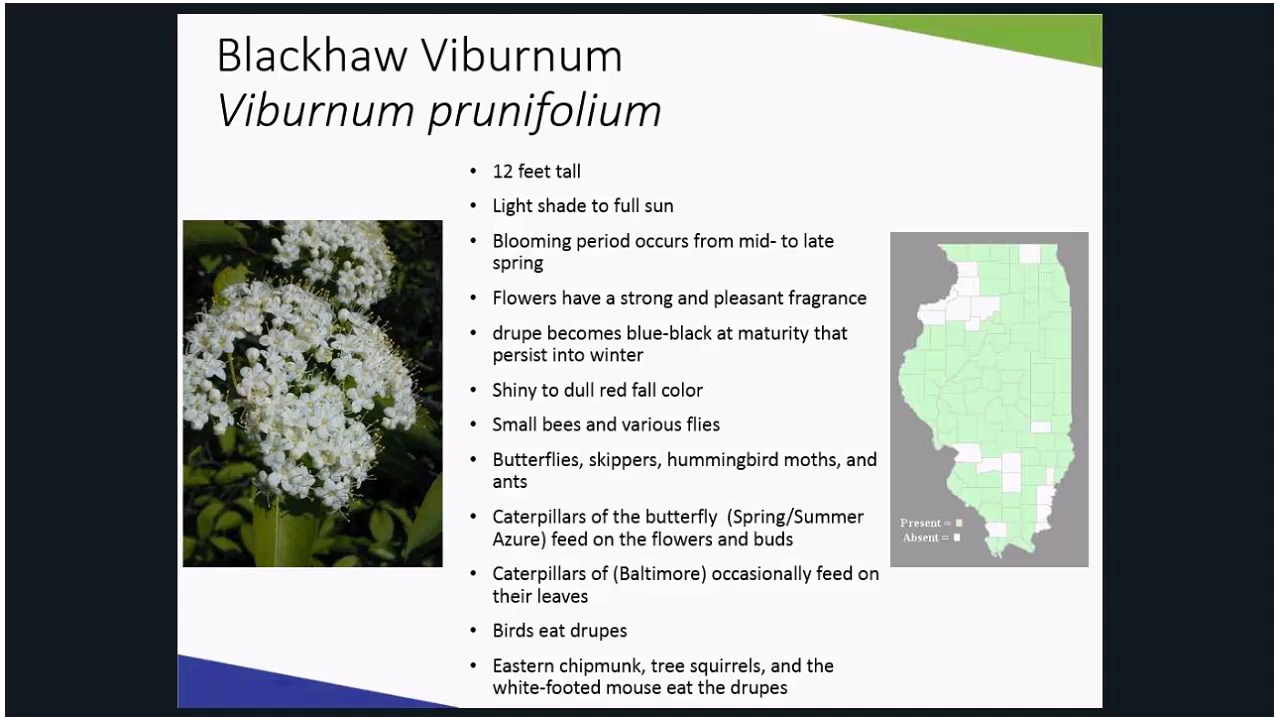 Blackhaw Viburnum
Viburnum prunifolium
• 12 feet tall
• Light shade to full sun
• Blooming period occurs from mid- to late
spring
• Flowers have a strong and pleasant fragrance
• drupe becomes blue-black at maturity that
persist into winter
• Shiny to dull red fall color
• Small bees and various flies
• Butterflies, skippers, hummingbird moths, and
ants
• Caterpillars of the butterfly (Spring/Summer
Azure) feed on the flowers and buds
• Caterpillars of (Baltimore) occasionally feed on
their leaves
• Birds eat drupes
• Eastern chipmunk, tree squirrels, and the
white-footed mouse eat the drupes
Present =
Absent =